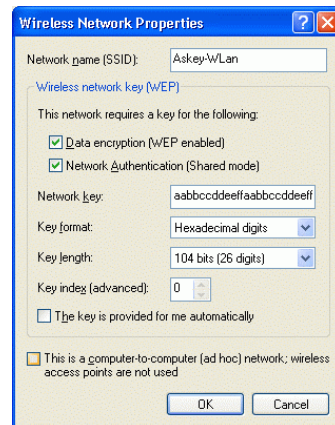 Wireless Network Properties
Network name (SSID): Askey-WLan
Wireless network key (WEP)
This network requires a key for the following:
Data encryption (WEP enabled)
Network Authentication (Shared mode)
Network key: aabbccddeeffaabbccddeeff
Key format: Hexadecimal digits
Key length: 104 bits (26 digits)
Key index (advanced): 0
The key is provided for me automatically
This is a computer-to-computer (ad hoc) network; wireless
access points are not used
OK Cancel